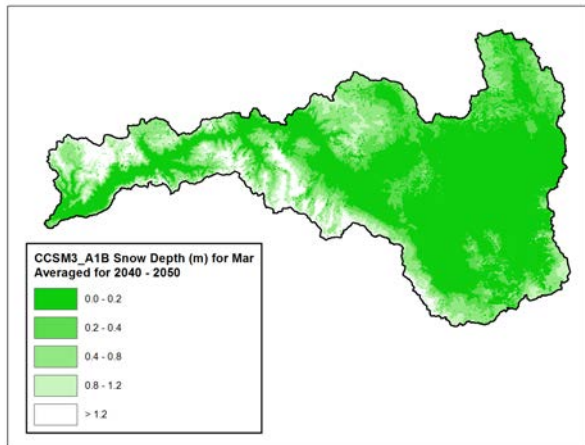 CCSM3_A1B Snow Depth (m) for Mar
Averaged for 2040 - 2050
0.0 - 0.2
0.2 - 0.4
0.4 - 0.8
0.8 - 1.2
> 1.2